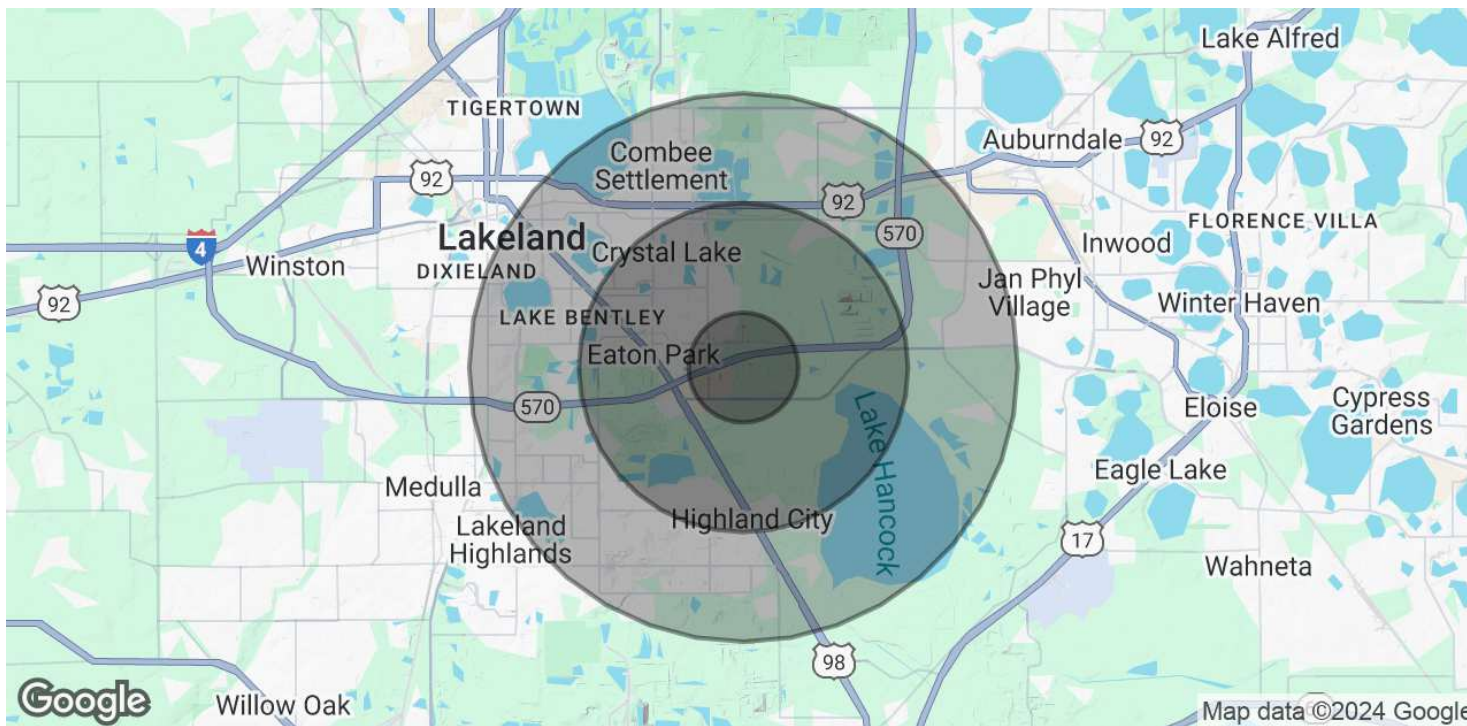 Lake Alfred
TIGERTOWN
Auburndale
92
Combee
Settlement
92
92
FLORENCE VILLA
570
Lakeland
Inwood
4
Crystal Lake
Winston
DIXIELAND
Jan Phyl
Village
92
Winter Haven
LAKE BENTLEY
Eaton Park
570
Eloise
Cypress
Gardens
Lake Hancock
Eagle Lake
Medulla
Highland City
Lakeland
Highlands
17
Wahneta
98
Google
Willow Oak
Map data ©2024 Google